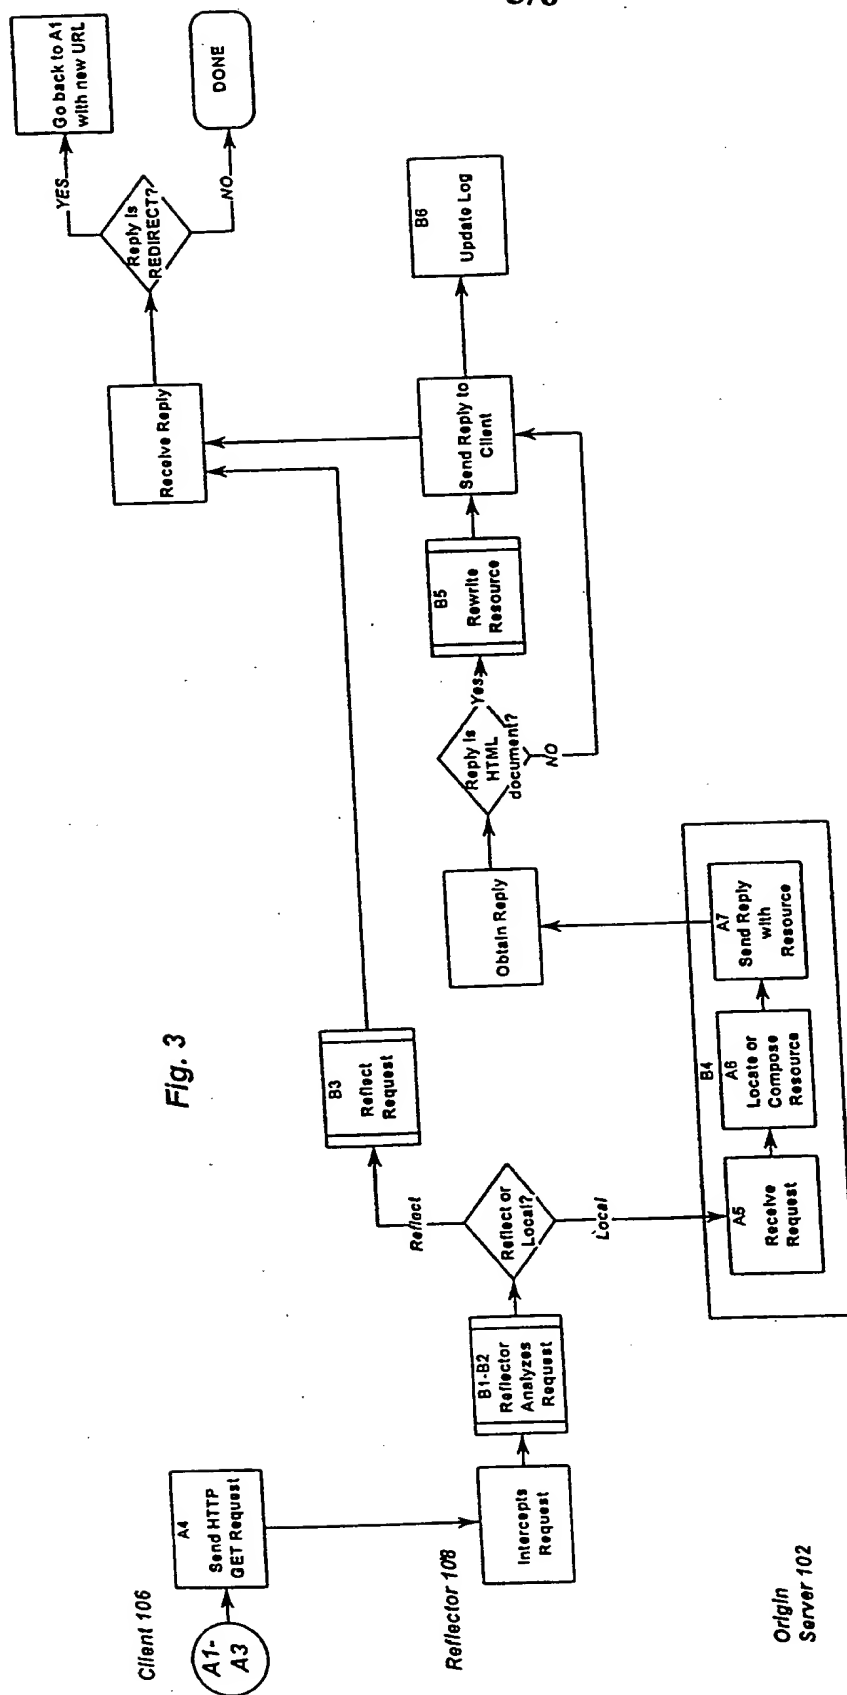 Fig. 3
Client 106
A1-
A3
A4
Send HTTP
GET Request
Receive Reply
Reply Is
REDIRECT?
YES
Go back to A1
with new URL
NO
DONE
Reflector 108
Intercepts
Request
B1-B2
Reflector
Analyzes
Request
Reflect or
Local?
Reflect
B3
Reflect
Request
Local
Obtain Reply
Reply Is
HTML
document?
Yes
NO
B5
Rewrite
Resource
Send Reply to
Client
B6
Update Log
Origin
Server 102
B4
A5
Receive
Request
A6
Locate or
Compose
Resource
A7
Send Reply
with
Resource